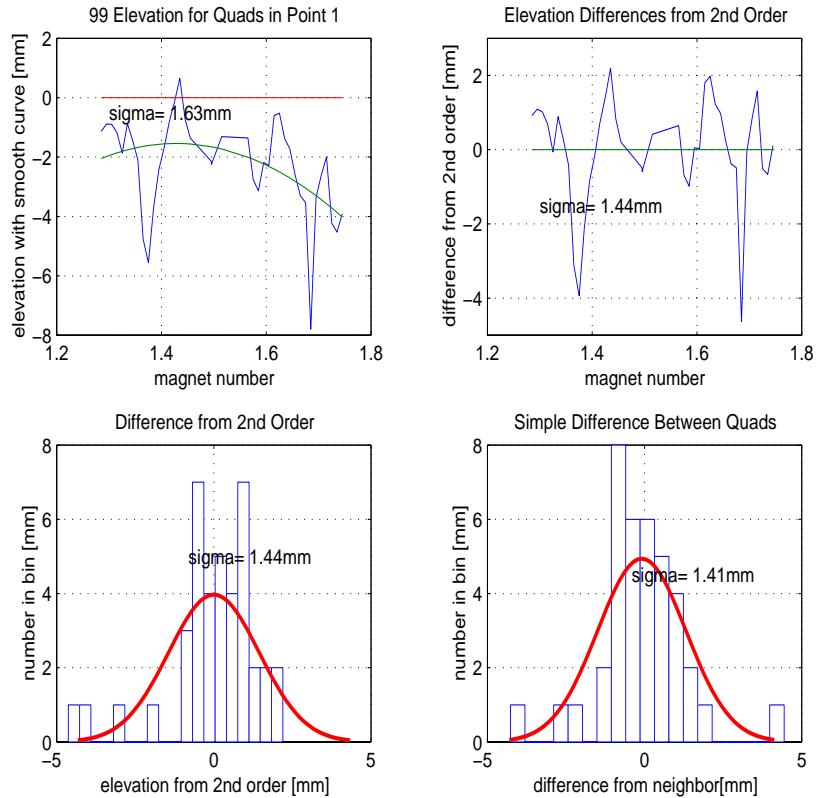 99 Elevation for Quads in Point 1
elevation with smooth curve [mm]
2
0
−2
−4
−6
−8
sigma= 1.63mm
1.2 1.4 1.6 1.8
magnet number
Elevation Differences from 2nd Order
difference from 2nd order) [mm]
4
2
0
−2
−4
sigma= 1.44mm
1.2 1.4 1.6 1.8
magnet number
Difference from 2nd Order
number in bin [mm]
8
6
4
2
0
sigma= 1.44mm
−5 0 5
elevation from 2nd order [mm]
Simple Difference Between Quads
number in bin [mm]
8
6
4
2
0
sigma= 1.41mm
−5 0 5
difference from neighbor[mm]